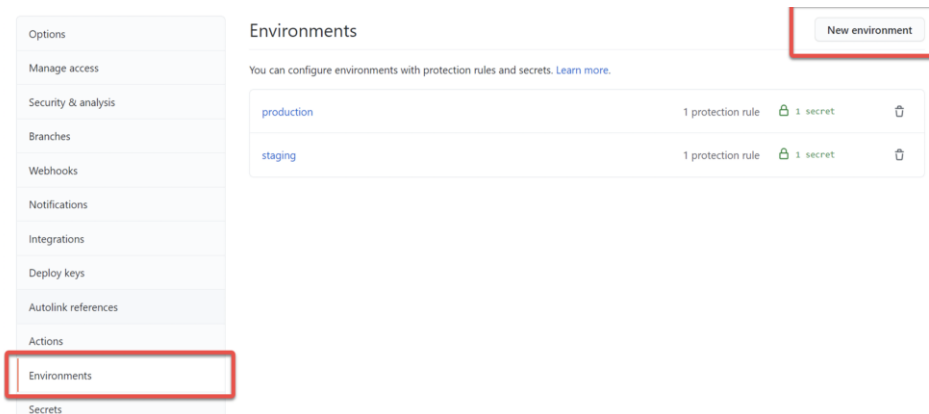 Options
Manage access
Security & analysis
Branches
Webhooks
Notifications
Integrations
Deploy keys
Autolink references
Actions
Environments
Secrets
Environments
New environment
You can configure environments with protection rules and secrets. Learn more.
production 1 protection rule 1 secret
staging 1 protection rule 1 secret